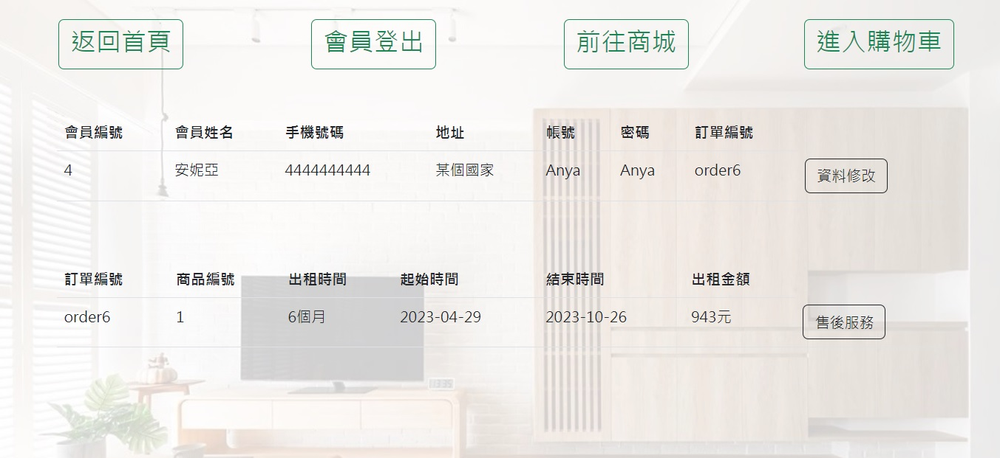 返回首頁 會員登出 前往商城 進入購物車
會員編號 會員姓名 手機號碼 地址 帳號 密碼 訂單編號
4 安妮亞 4444444444 某個國家 Anya Anya order6 資料修改
訂單編號 商品編號 出租時間 起始時間 結束時間 出租金額
order6 1 6個月 2023-04-29 2023-10-26 943元 售後服務